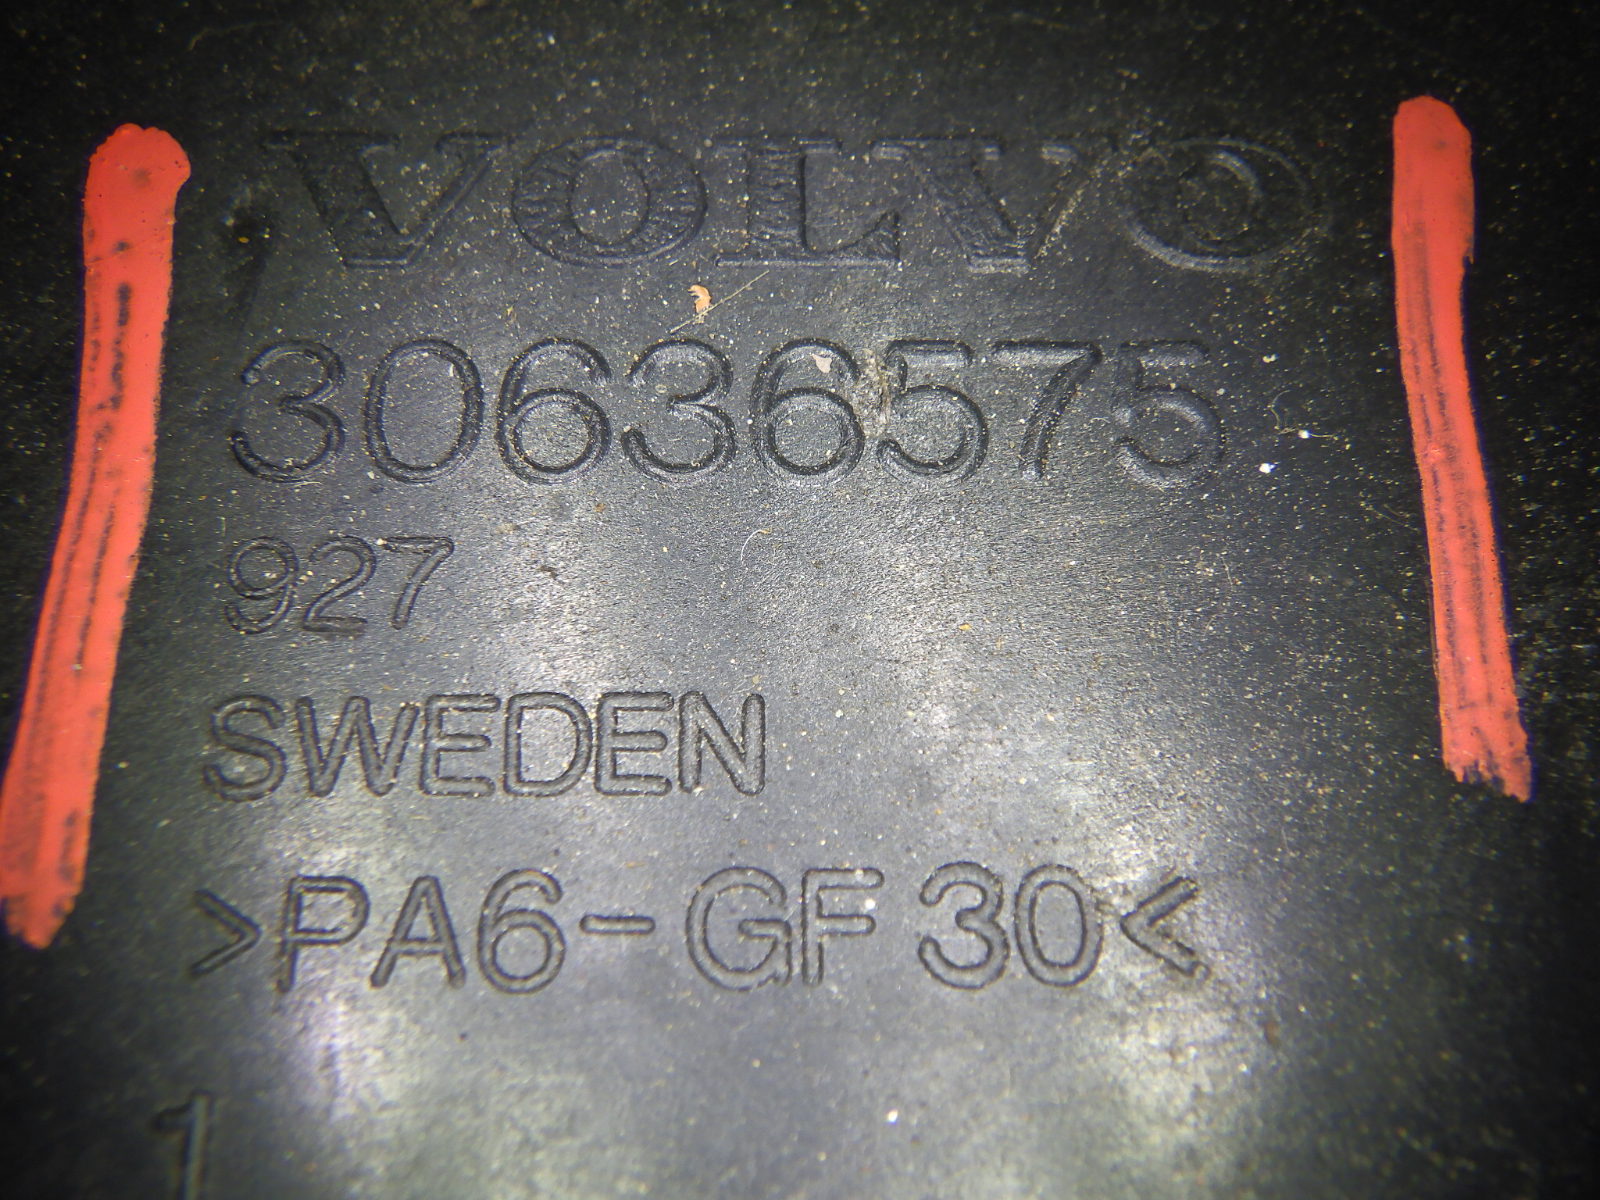 VOLVO
30636575
927
SWEDEN
>PA6-GF 30<
1